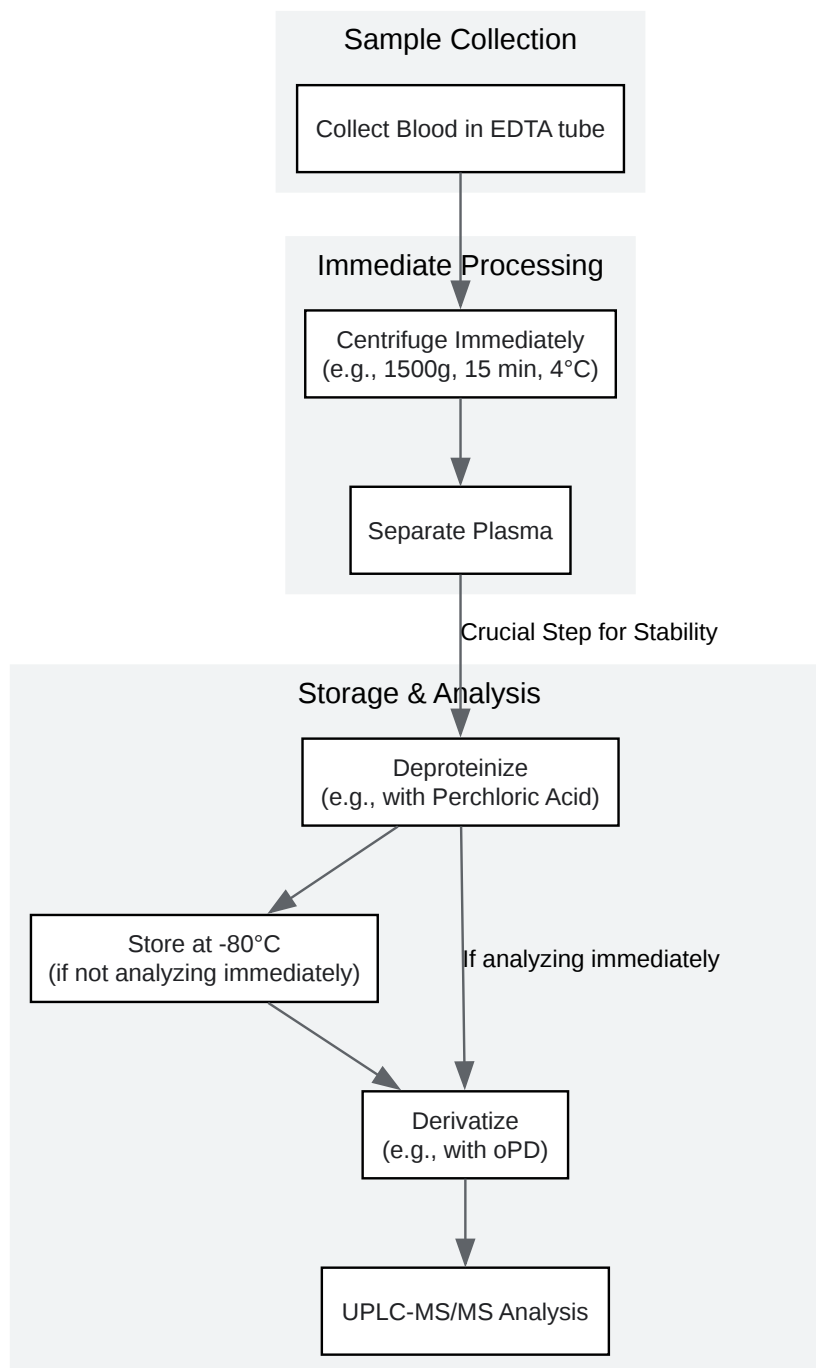 Sample Collection
Collect Blood in EDTA tube
Immediate Processing
Centrifuge Immediately
(e.g., 1500g, 15 min, 4°C)
Separate Plasma
Crucial Step for Stability
Storage & Analysis
Deproteinize
(e.g., with Perchloric Acid)
Store at -80°C
(if not analyzing immediately)
If analyzing immediately
Derivatize
(e.g., with oPD)
UPLC-MS/MS Analysis